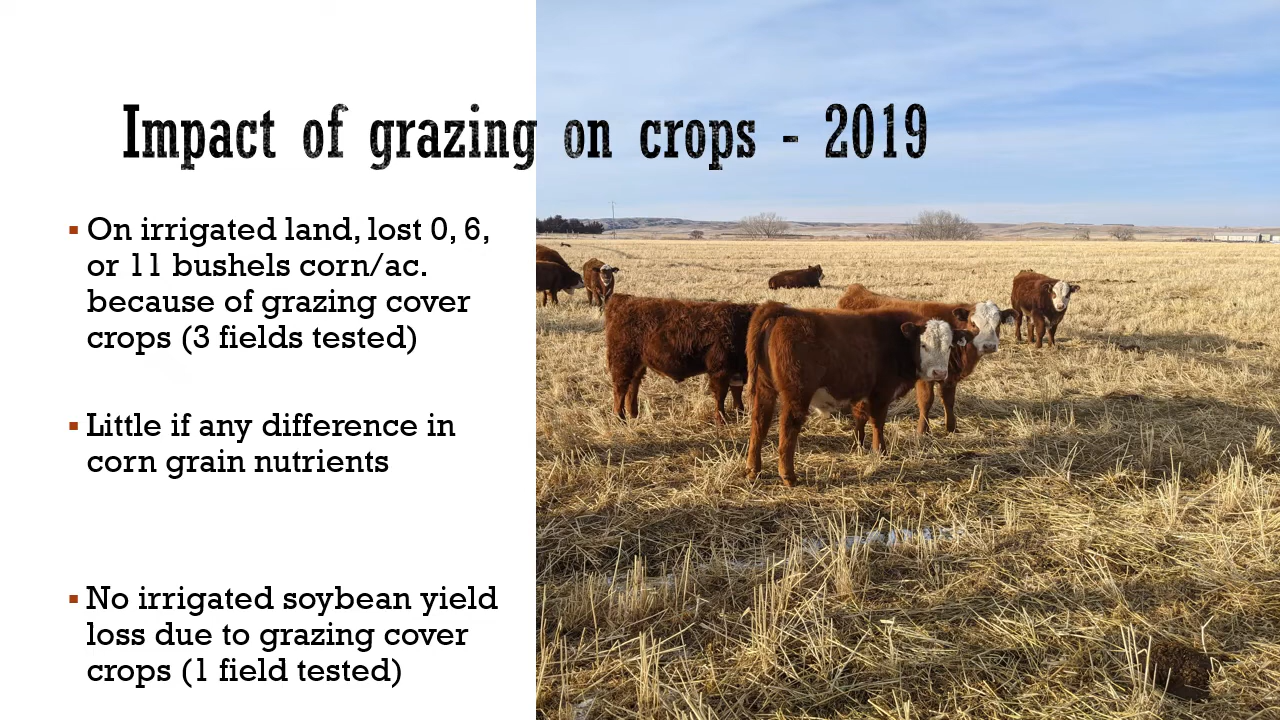 Impact of grazing on crops - 2019
▪ On irrigated land, lost 0, 6,
or 11 bushels corn/ac.
because of grazing cover
crops (3 fields tested)
▪ Little if any difference in
corn grain nutrients
▪ No irrigated soybean yield
loss due to grazing cover
crops (1 field tested)